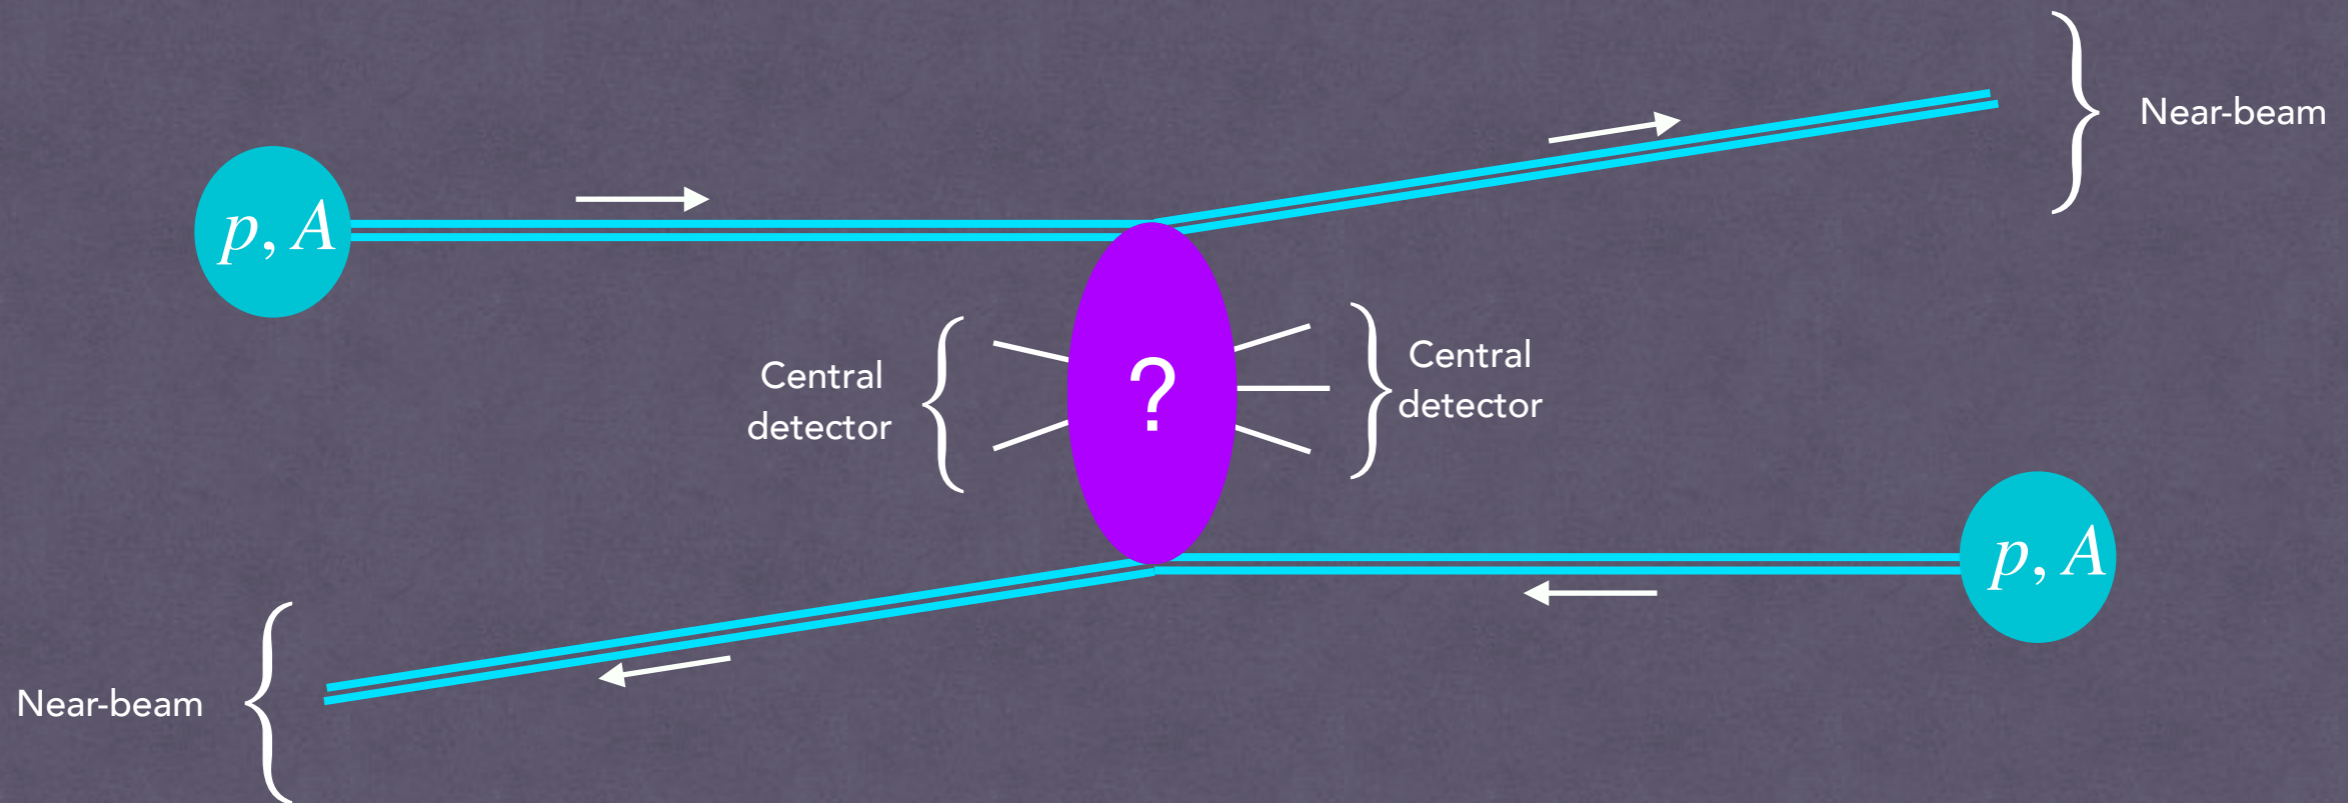 Near-beam
p, A
Central
detector
?
Central
detector
p, A
Near-beam